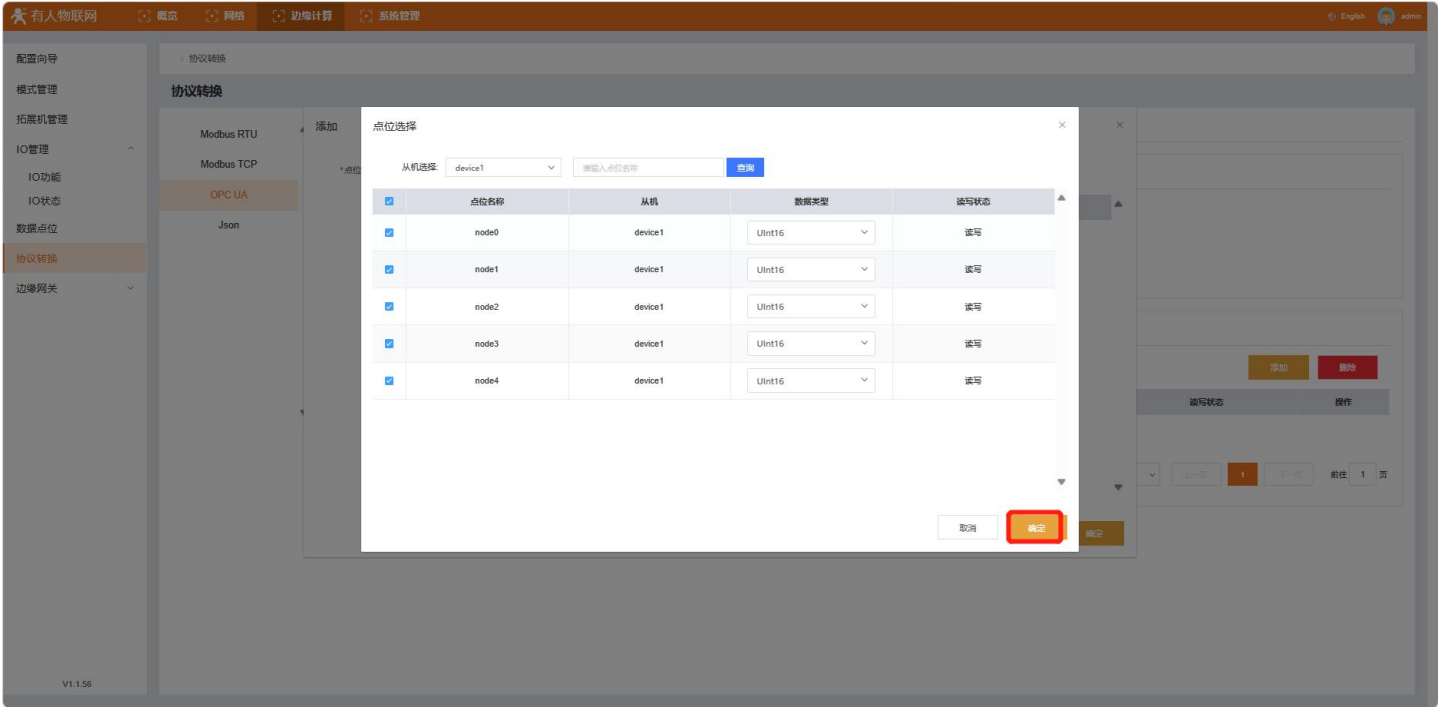 有人物联网 概览 网络 边缘计算 系统管理 English admin
配置向导
模式管理
拓展机管理
IO管理
IO功能
IO状态
数据点位
协议转换
边缘网关
V1.1.56
协议转换
协议转换
Modbus RTU
Modbus TCP
OPC UA
Json
添加
*点位
点位选择
从机选择: device1 请输入点位名称 查询
点位名称 从机 数据类型 读写状态
node0 device1 UInt16 读写
node1 device1 UInt16 读写
node2 device1 UInt16 读写
node3 device1 UInt16 读写
node4 device1 UInt16 读写
取消 确定
确定
添加 删除
读写状态 操作
上一页 1 下一页 前往 1 页